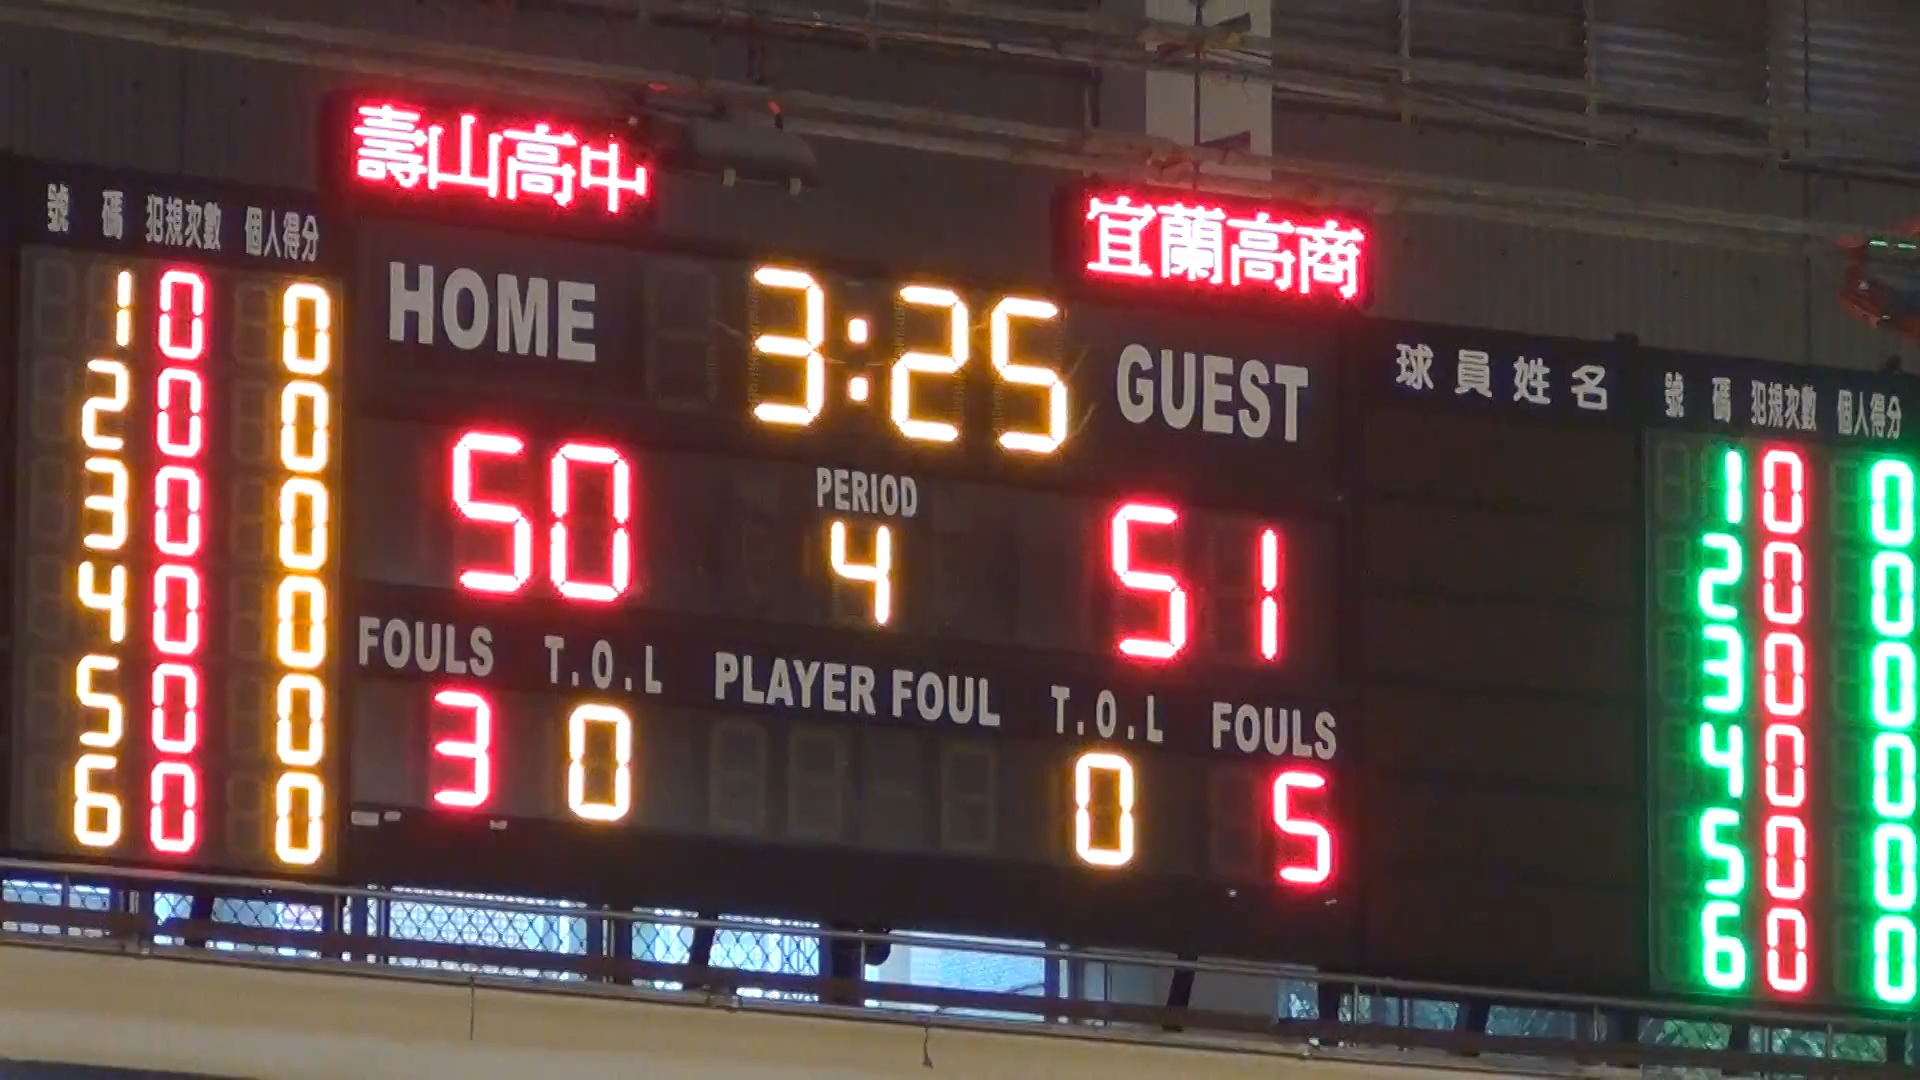 壽山高中
宜蘭高商
號碼 犯規次數 個人得分
HOME
3:25
GUEST
球員姓名
號碼 犯規次數 個人得分
1 0 0
2 0 0
3 0 0
4 0 0
5 0 0
6 0 0
50
PERIOD
4
51
FOULS T.O.L PLAYER FOUL T.O.L FOULS
3 0 0 5
1 0 0
2 0 0
3 0 0
4 0 0
5 0 0
6 0 0